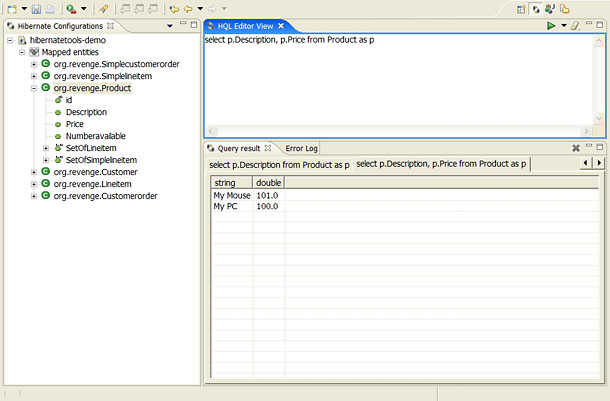 Hibernate Configurations
hibernatetools-demo
Mapped entities
org.revenge.Simplecustomerorder
org.revenge.Simplelineitem
org.revenge.Product
id
Description
Price
Numberavailable
SetOfLineitem
SetOfSimplelineitem
org.revenge.Customer
org.revenge.Lineitem
org.revenge.Customerorder
HQL Editor View
select p.Description, p.Price from Product as p
Query result Error Log
select p.Description from Product as p select p.Description, p.Price from Product as p
string double
My Mouse 101.0
My PC 100.0